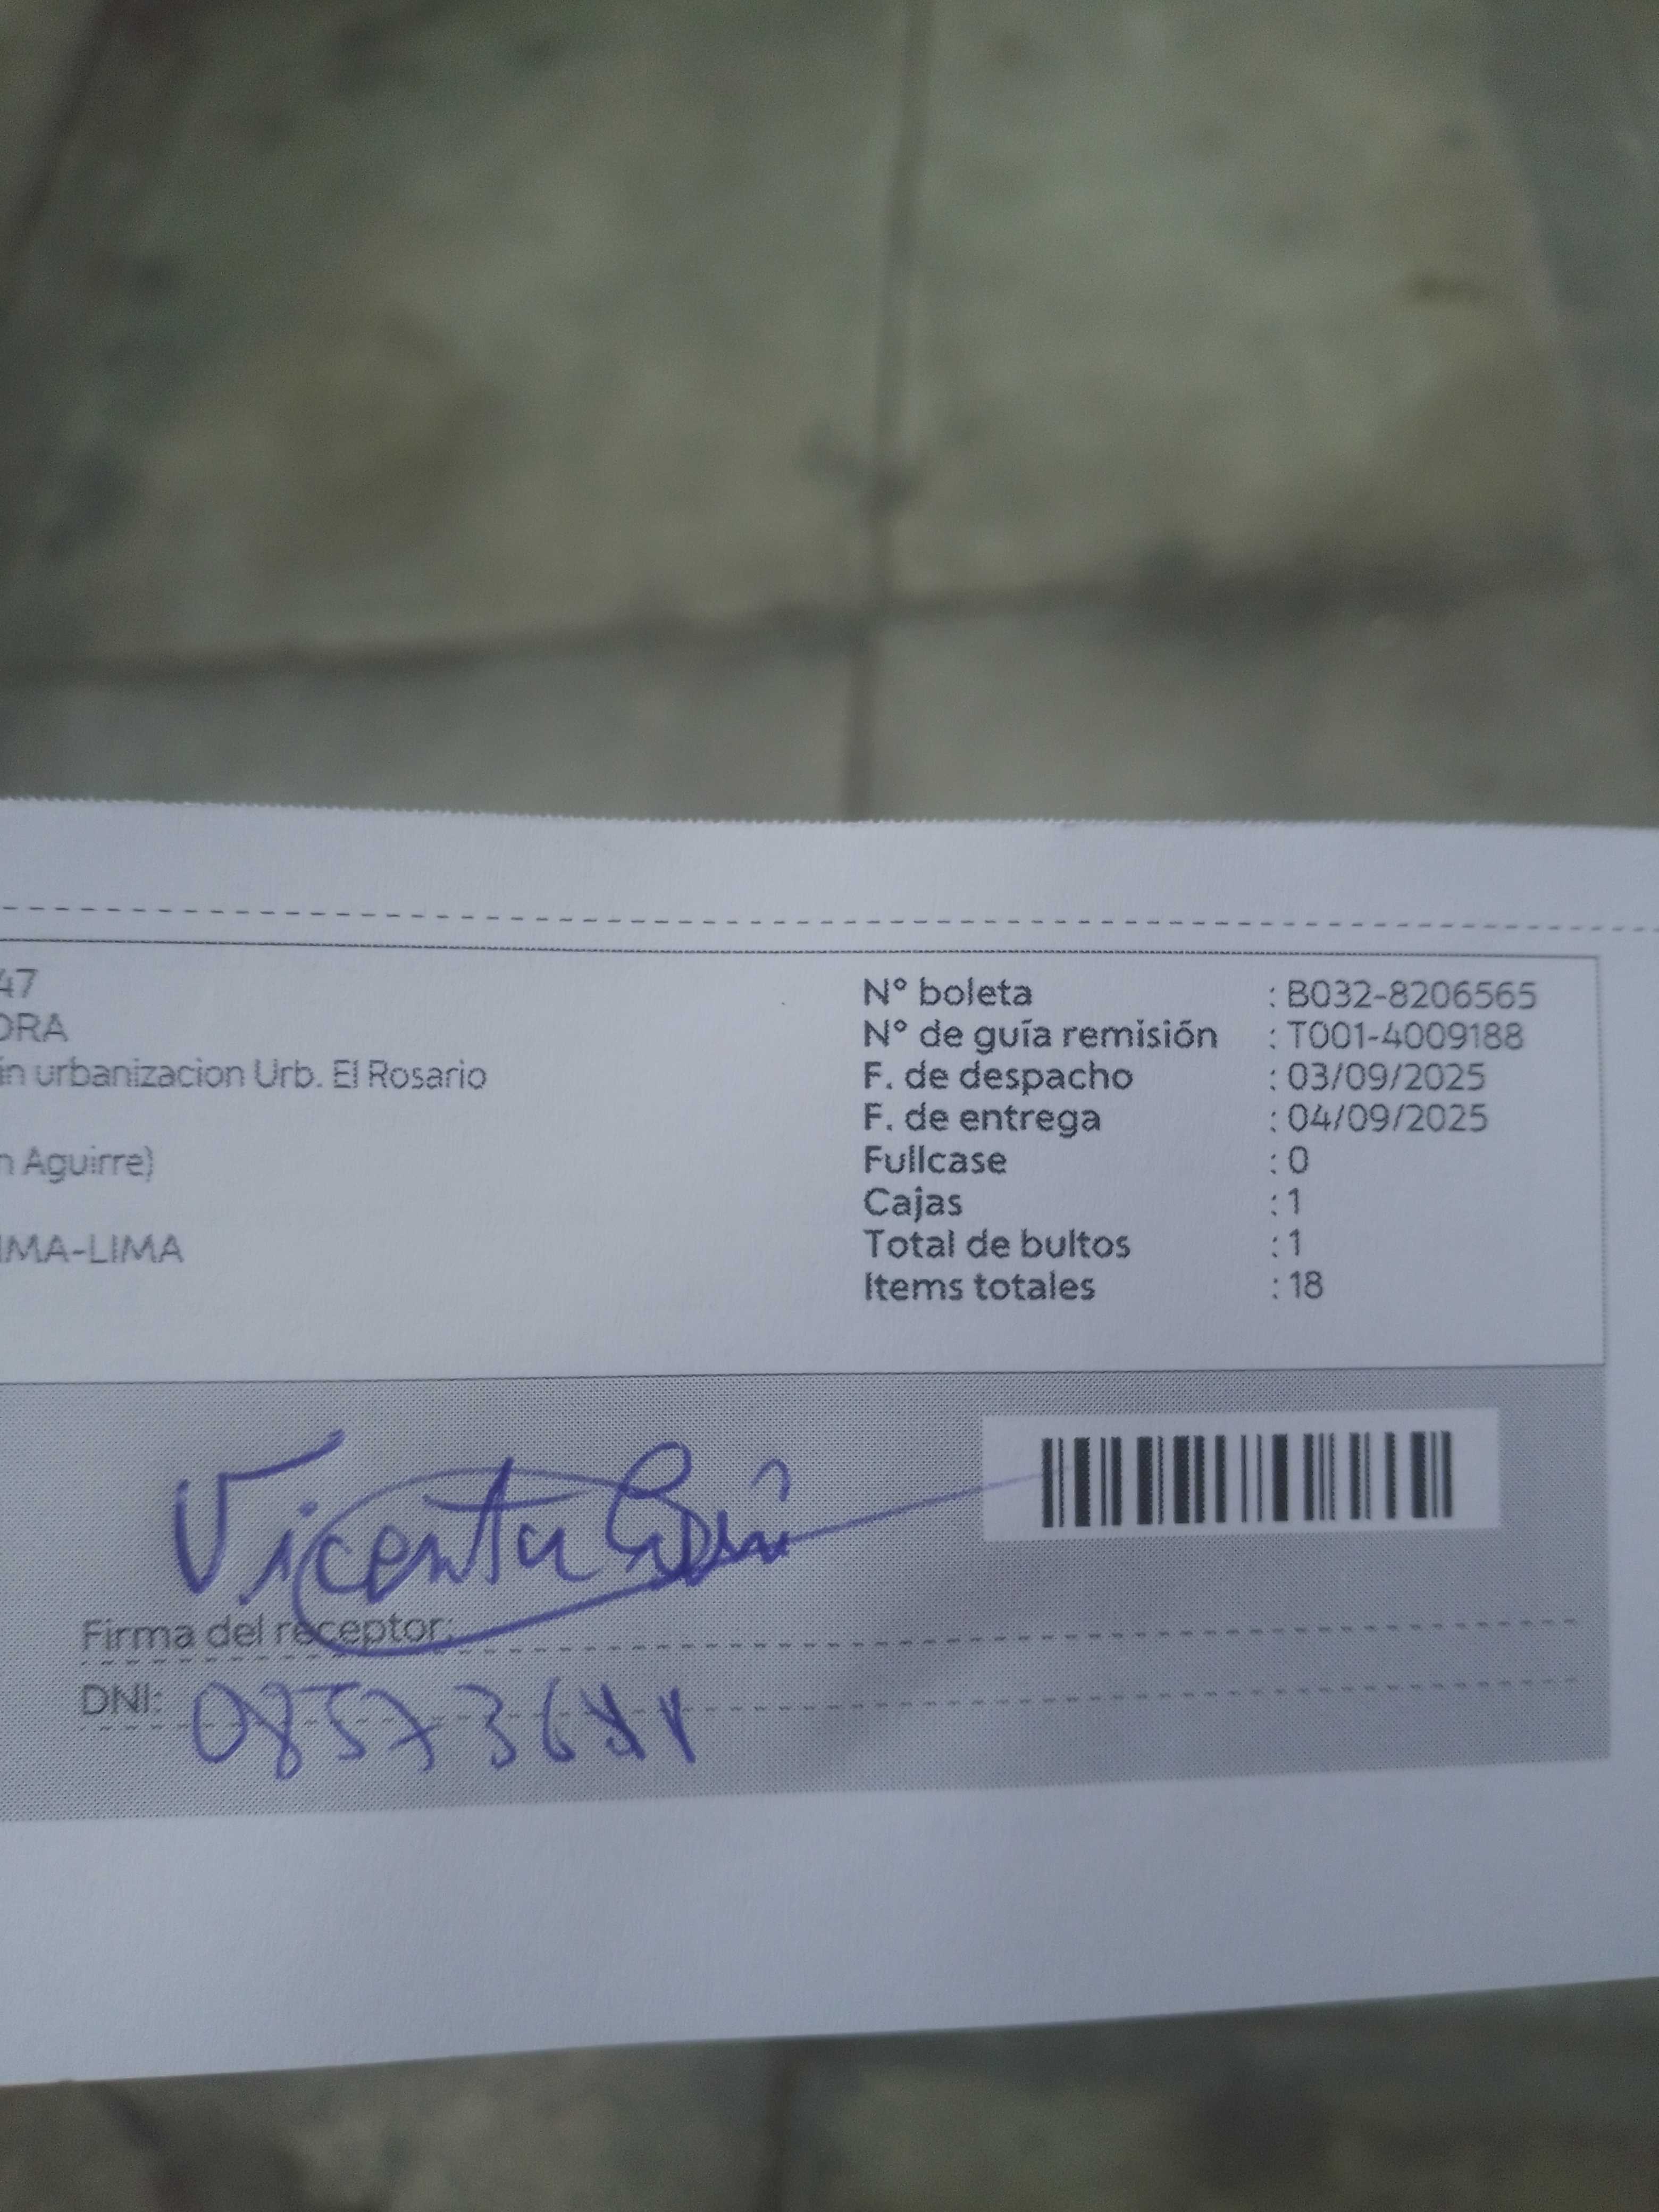 47
ORA
ín urbanizacion Urb. El Rosario
n Aguirre)
IMA-LIMA
N° boleta : B032-8206565
N° de guía remisión : T001-4009188
F. de despacho : 03/09/2025
F. de entrega : 04/09/2025
Fullcase : 0
Cajas : 1
Total de bultos : 1
Items totales : 18
Firma del receptor:
DNI: